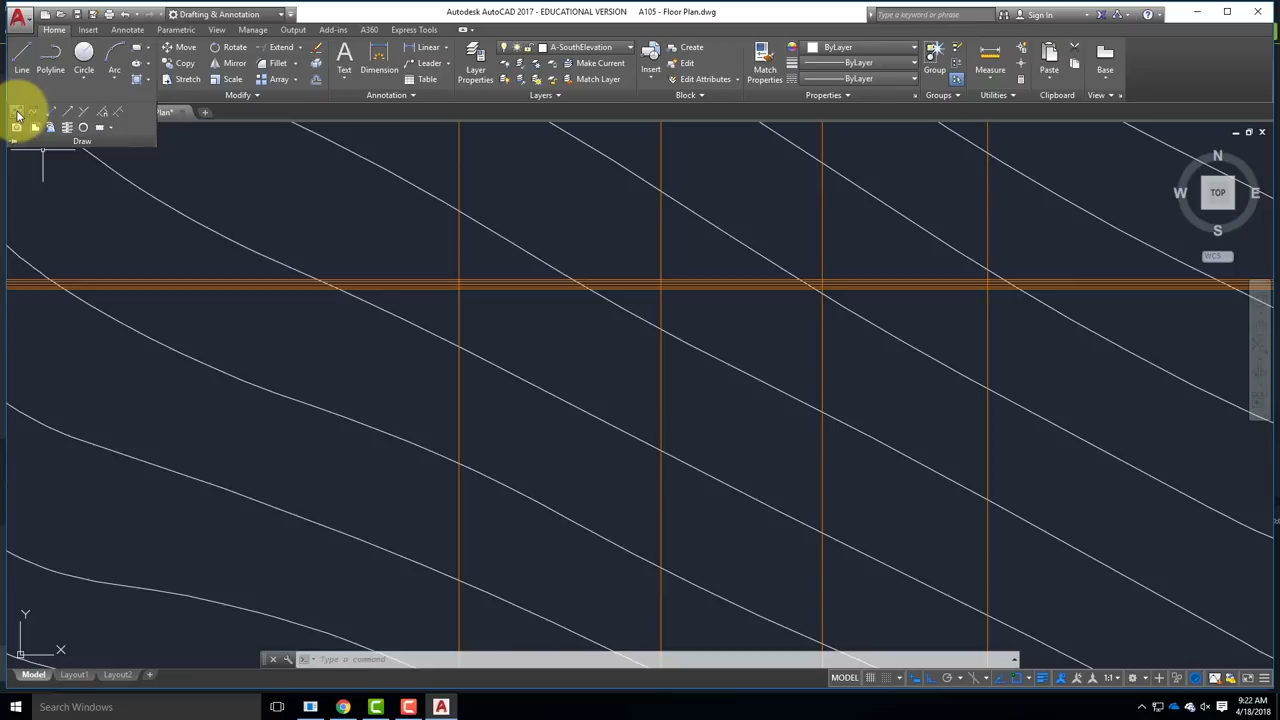 Drafting & Annotation
Autodesk AutoCAD 2017 - EDUCATIONAL VERSION A105 - Floor Plan.dwg
Type a keyword or phrase
Sign In
Home Insert Annotate Parametric View Manage Output Add-ins A360 Express Tools
Line
Polyline
Circle
Arc
Move Rotate Extend
Copy Mirror Fillet
Stretch Scale Array
Modify
Text
Dimension
Linear
Leader
Table
Annotation
Layer
Properties
A-SouthElevation
Make Current
Match Layer
Layers
Insert
Create
Edit
Edit Attributes
Block
Match
Properties
ByLayer
ByLayer
ByLayer
Properties
Group
Groups
Measure
Utilities
Paste
Clipboard
Base
View
Plan*
Draw
N
W TOP E
S
WCS
Y
X
Type a command
Model Layout1 Layout2
MODEL
1:1
Search Windows
9:22 AM
4/18/2018